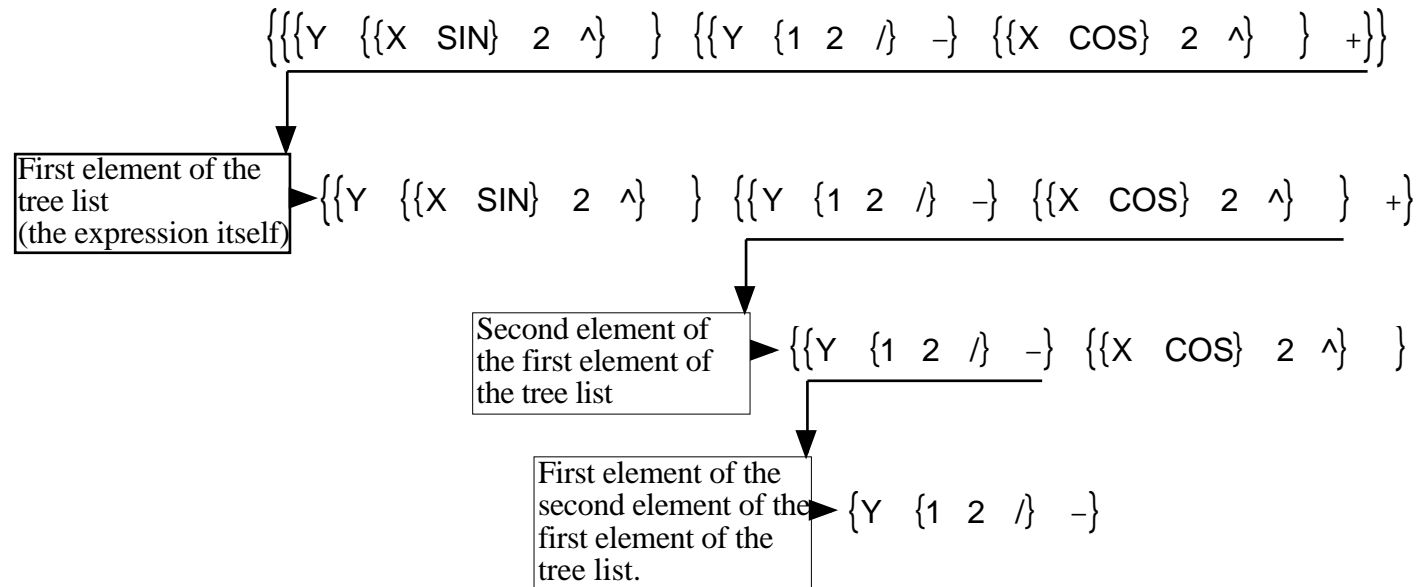 {{{Y {{X SIN} 2 ^} } {{Y {1 2 /} –} {{X COS} 2 ^} } +}}
First element of the
tree list
(the expression itself)
{{Y {{X SIN} 2 ^} } {{Y {1 2 /} –} {{X COS} 2 ^} } +}
Second element of
the first element of
the tree list
{{Y {1 2 /} –} {{X COS} 2 ^} }
First element of the
second element of the
first element of the
tree list.
{Y {1 2 /} –}